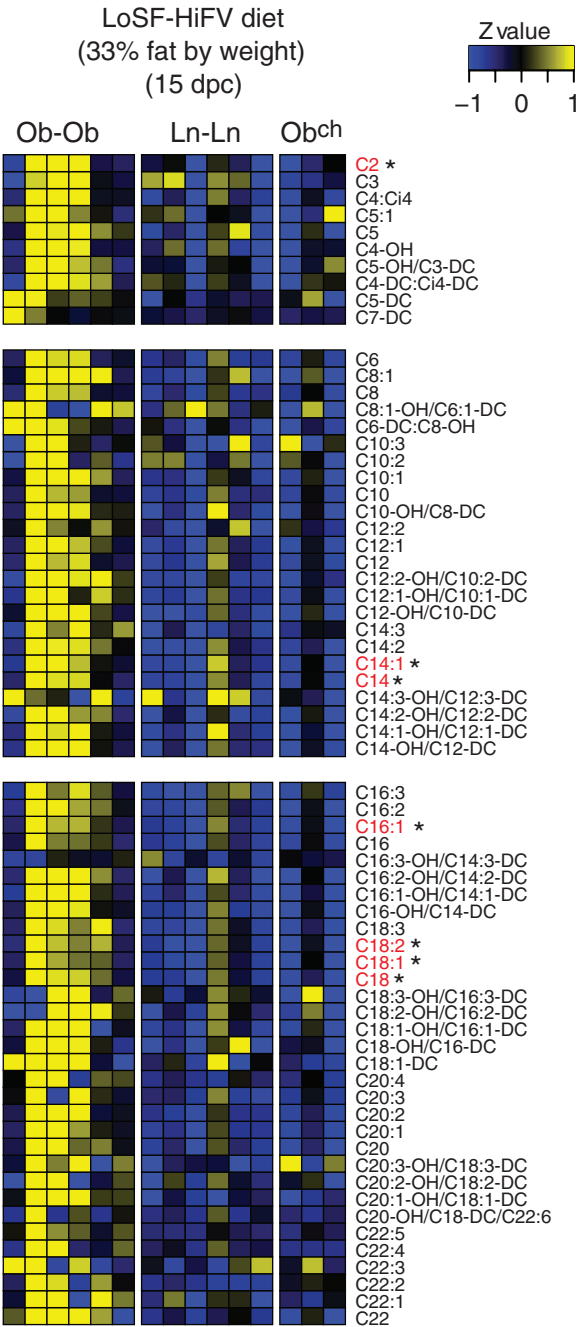 LoSF-HiFV diet
(33% fat by weight)
(15 dpc)
Z value
−1 0 1
Ob-Ob Ln-Ln Obch
C2 *
C3
C4:Ci4
C5:1
C5
C4-OH
C5-OH/C3-DC
C4-DC:Ci4-DC
C5-DC
C7-DC
C6
C8:1
C8
C8:1-OH/C6:1-DC
C6-DC:C8-OH
C10:3
C10:2
C10:1
C10
C10-OH/C8-DC
C12:2
C12:1
C12
C12:2-OH/C10:2-DC
C12:1-OH/C10:1-DC
C12-OH/C10-DC
C14:3
C14:2
C14:1 *
C14 *
C14:3-OH/C12:3-DC
C14:2-OH/C12:2-DC
C14:1-OH/C12:1-DC
C14-OH/C12-DC
C16:3
C16:2
C16:1 *
C16
C16:3-OH/C14:3-DC
C16:2-OH/C14:2-DC
C16:1-OH/C14:1-DC
C16-OH/C14-DC
C18:3
C18:2 *
C18:1 *
C18 *
C18:3-OH/C16:3-DC
C18:2-OH/C16:2-DC
C18:1-OH/C16:1-DC
C18-OH/C16-DC
C18:1-DC
C20:4
C20:3
C20:2
C20:1
C20
C20:3-OH/C18:3-DC
C20:2-OH/C18:2-DC
C20:1-OH/C18:1-DC
C20-OH/C18-DC/C22:6
C22:5
C22:4
C22:3
C22:2
C22:1
C22